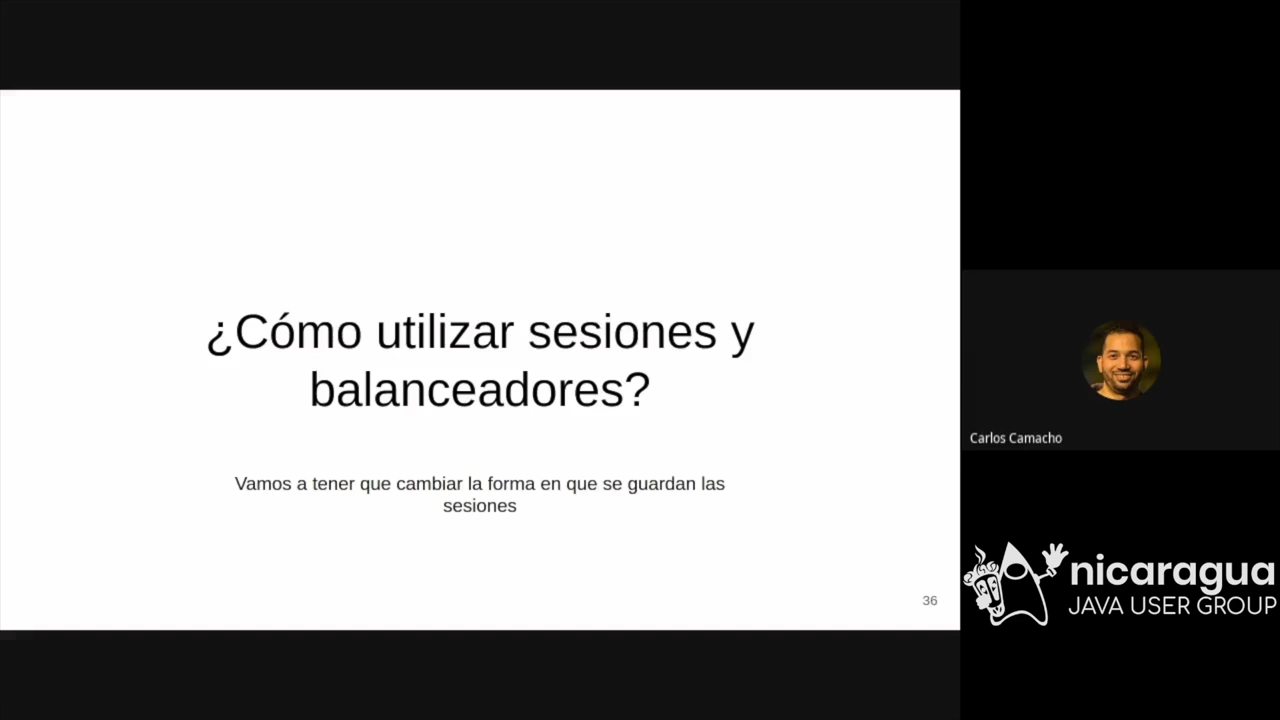 ¿Cómo utilizar sesiones y
balanceadores?
Vamos a tener que cambiar la forma en que se guardan las
sesiones
36
Carlos Camacho
nicaragua
JAVA USER GROUP